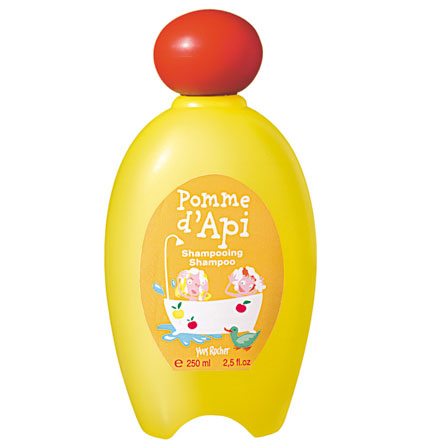 Pomme
d'Api
Shampooing
Shampoo
Yves Rocher
e 250 ml 2,5 fl.oz